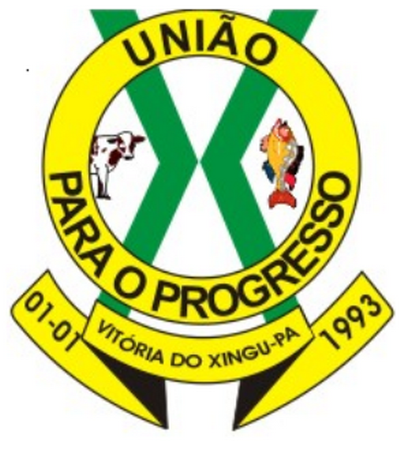 UNIÃO
PARA O PROGRESSO
01-01
VITÓRIA DO XINGU-PA
1993